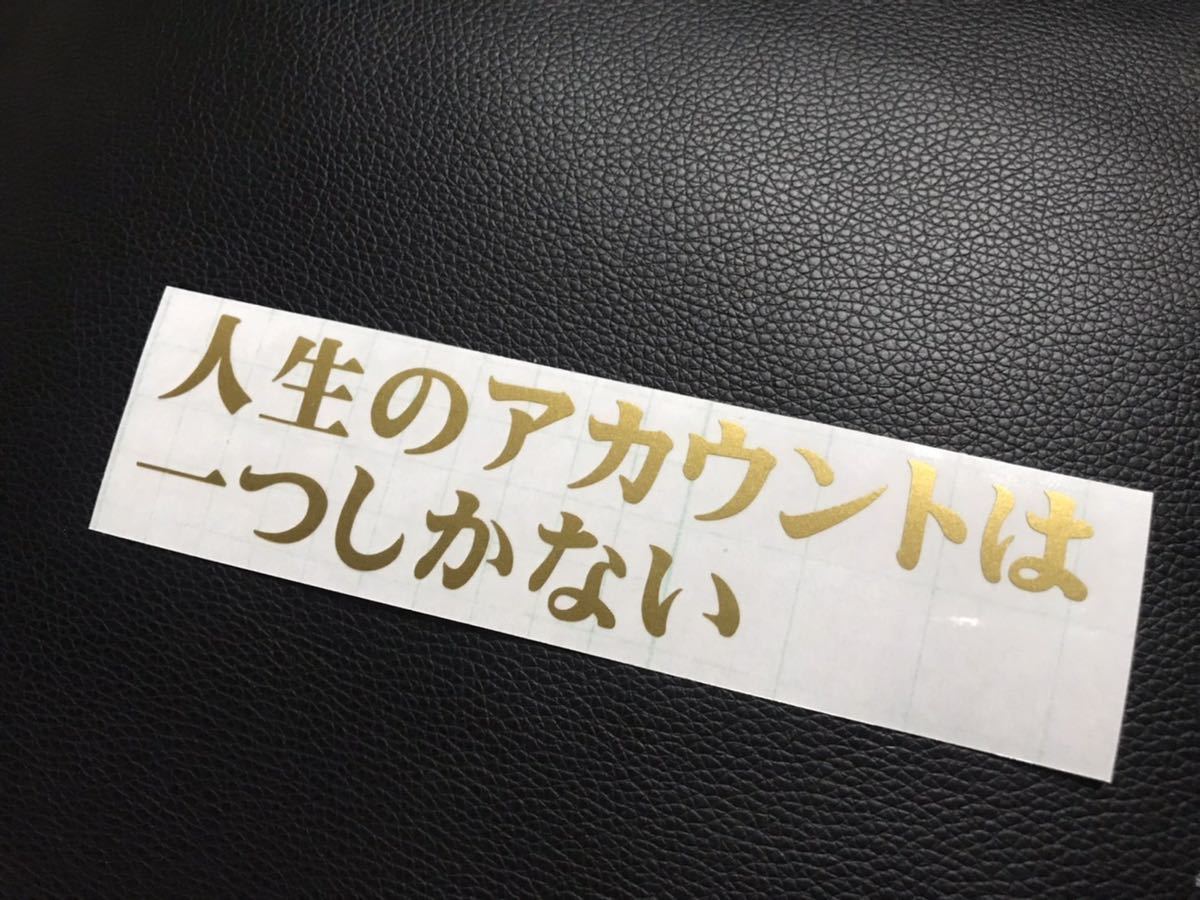 人生のアカウントは
一つしかない